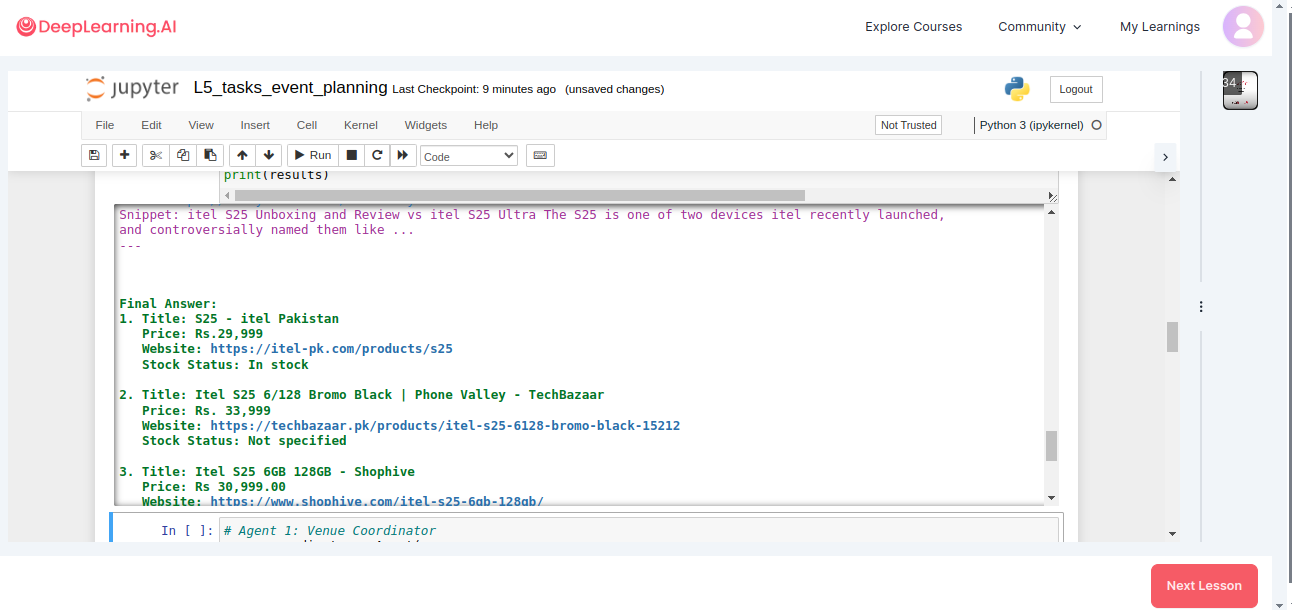 DeepLearning.AI
Explore Courses
Community
My Learnings
jupyter
L5_tasks_event_planning Last Checkpoint: 9 minutes ago (unsaved changes)
Logout
34
File Edit View Insert Cell Kernel Widgets Help
Not Trusted
Python 3 (ipykernel)
Run
Code
print(results)
Snippet: itel S25 Unboxing and Review vs itel S25 Ultra The S25 is one of two devices itel recently launched,
and controversially named them like ...
---
Final Answer:
1. Title: S25 - itel Pakistan
Price: Rs.29,999
Website: https://itel-pk.com/products/s25
Stock Status: In stock
2. Title: Itel S25 6/128 Bromo Black | Phone Valley - TechBazaar
Price: Rs. 33,999
Website: https://techbazaar.pk/products/itel-s25-6128-bromo-black-15212
Stock Status: Not specified
3. Title: Itel S25 6GB 128GB - Shophive
Price: Rs 30,999.00
Website: https://www.shophive.com/itel-s25-6gb-128gb/
In [ ]: # Agent 1: Venue Coordinator
Next Lesson